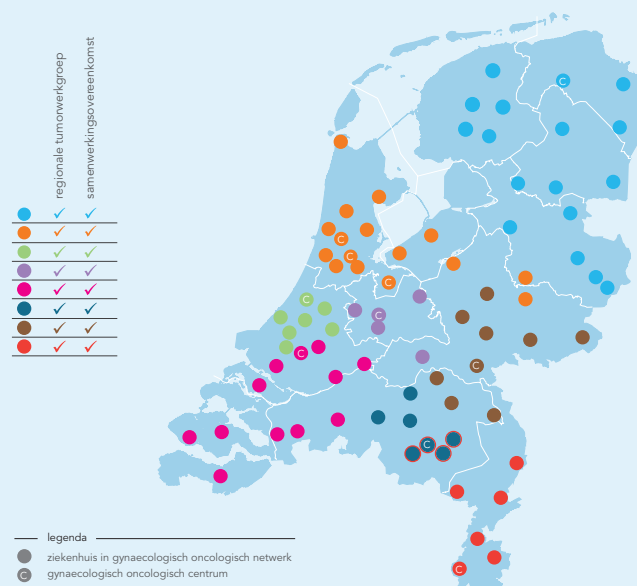 regionale tumorwerkgroep
samenwerkingsovereenkomst
C
C
C
C
C
C
C
C
C
C
legenda
ziekenhuis in gynaecologisch oncologisch netwerk
C gynaecologisch oncologisch centrum